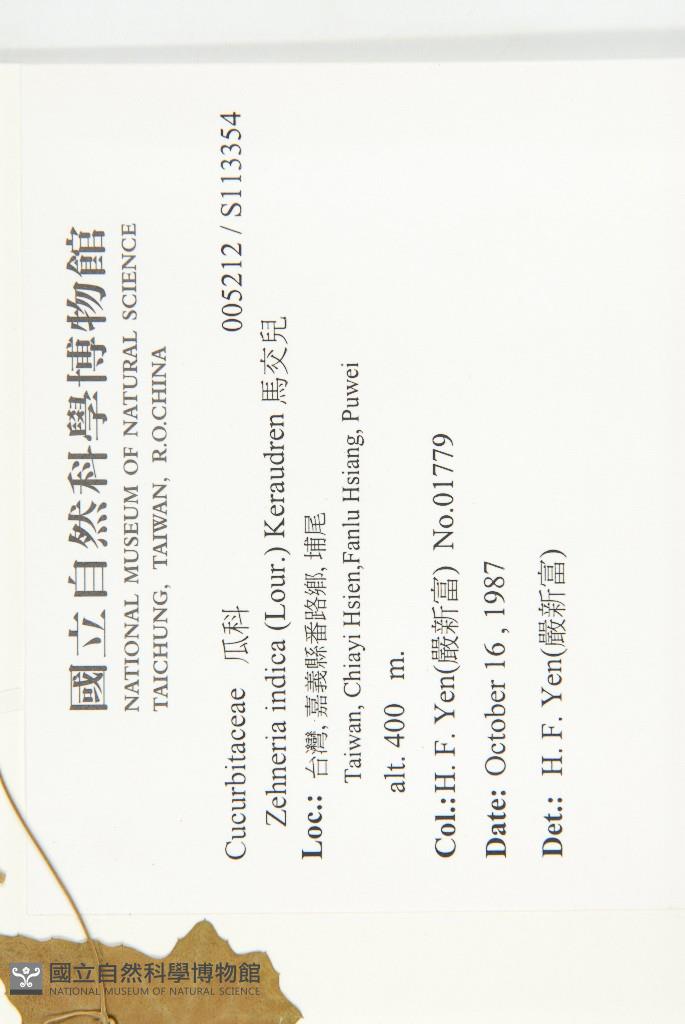 國立自然科學博物館
NATIONAL MUSEUM OF NATURAL SCIENCE
TAICHUNG, TAIWAN, R.O.CHINA
005212 / S113354
Cucurbitaceae 瓜科
Zehneria indica (Lour.) Keraudren 馬交兒
Loc.: 台灣, 嘉義縣番路鄉, 埔尾
Taiwan, Chiayi Hsien,Fanlu Hsiang, Puwei
alt. 400 m.
Col.:H. F. Yen(嚴新富) No.01779
Date: October 16 , 1987
Det.: H. F. Yen(嚴新富)
國立自然科學博物館
NATIONAL MUSEUM OF NATURAL SCIENCE